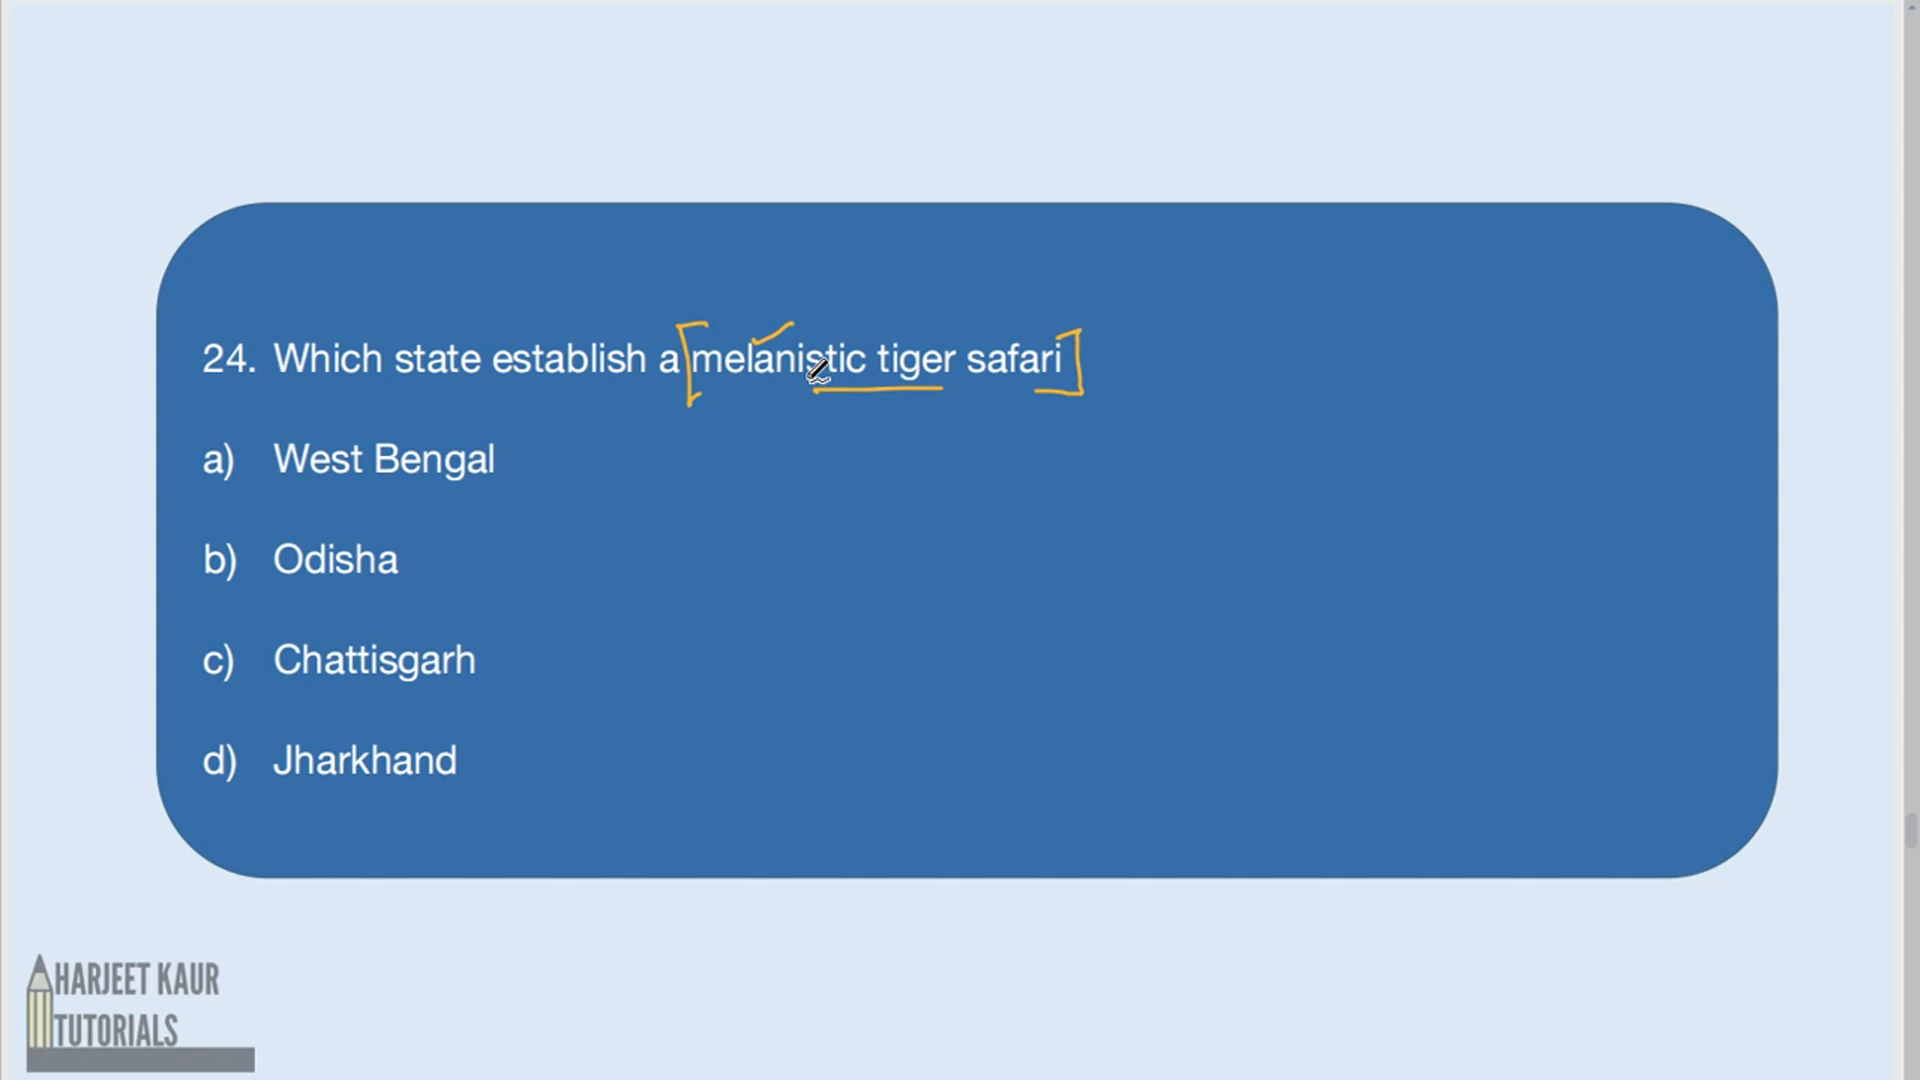 24. Which state establish a melanistic tiger safari
a) West Bengal
b) Odisha
c) Chattisgarh
d) Jharkhand
HARJEET KAUR
TUTORIALS